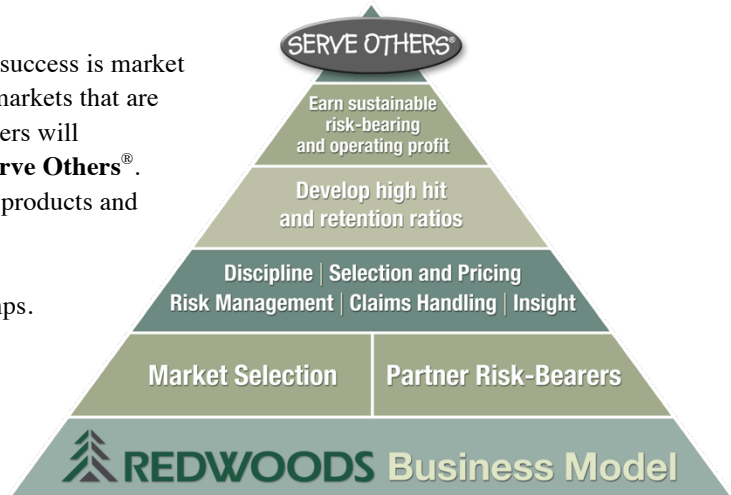 success is market
markets that are
ers will
rve Others®.
products and
ps.
SERVE OTHERS®
Earn sustainable
risk-bearing
and operating profit
Develop high hit
and retention ratios
Discipline | Selection and Pricing
Risk Management | Claims Handling | Insight
Market Selection | Partner Risk-Bearers
REDWOODS Business Model